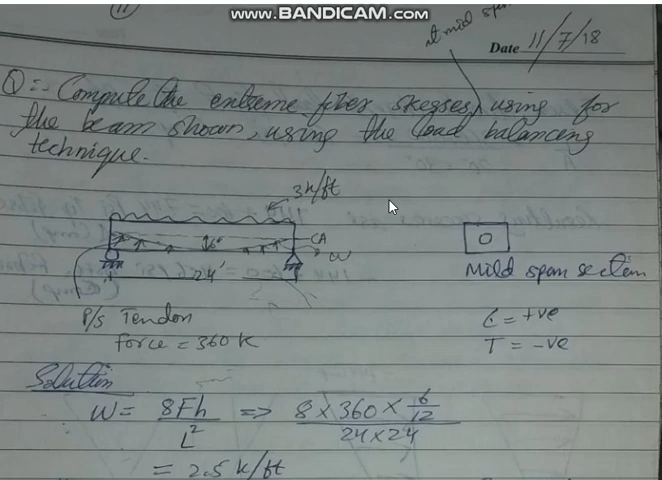 WWW.BANDICAM.COM
at mid span
Date 11/7/18
Q:- Compute the extreme fiber stresses, using for
the beam shown, using the load balancing
technique.
3k/ft
6"
CA
W
24'
Mild span section
P/s Tendon
force = 360 K
C = +ve
T = -ve
Solution
W = 8Fh / L² => 8 × 360 × 6/12 / 24×24
= 2.5 k/ft